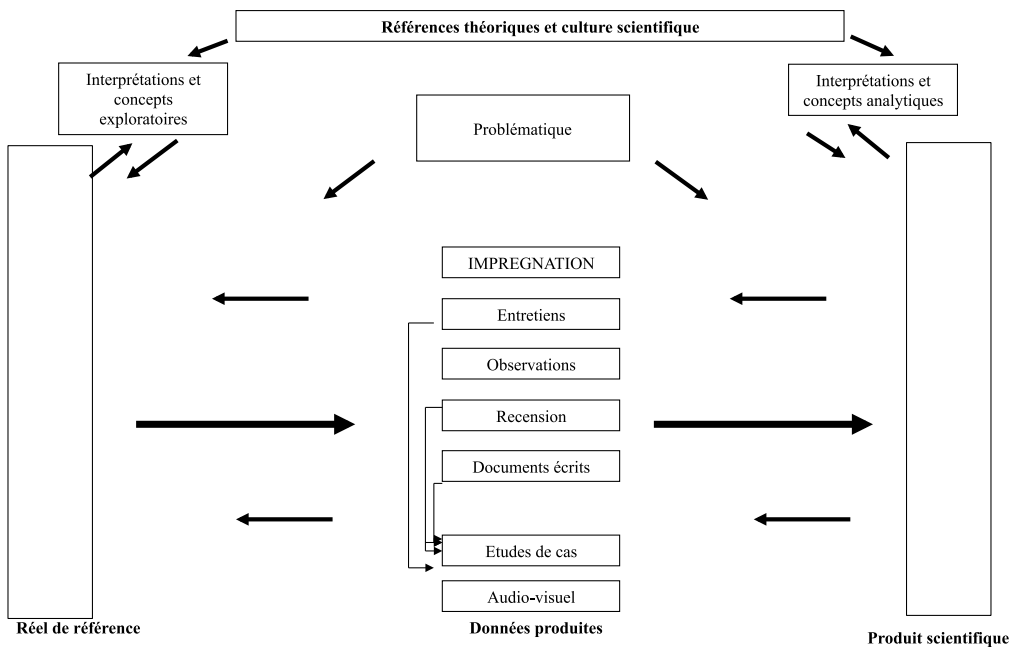 Références théoriques et culture scientifique
Interprétations et
concepts
exploratoires
Interprétations et
concepts analytiques
Problématique
IMPREGNATION
Entretiens
Observations
Recension
Documents écrits
Etudes de cas
Audio-visuel
Réel de référence
Données produites
Produit scientifique